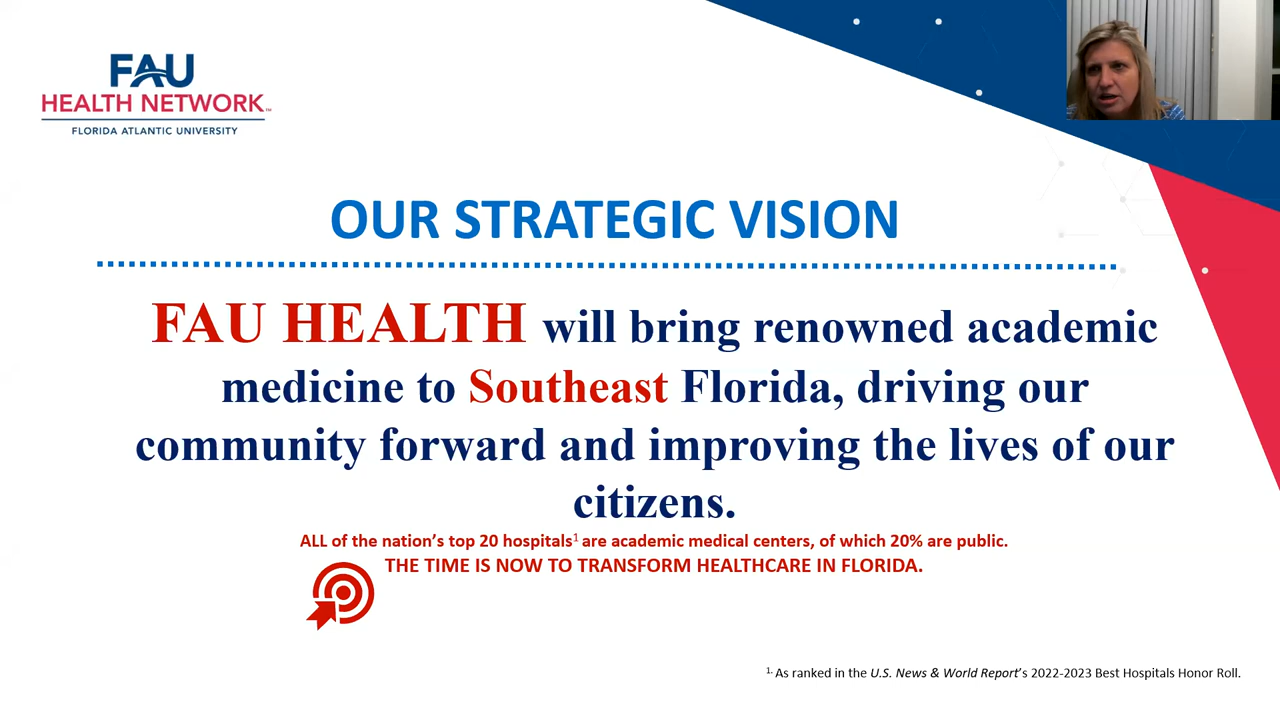 FAU
HEALTH NETWORK™
FLORIDA ATLANTIC UNIVERSITY
OUR STRATEGIC VISION
FAU HEALTH will bring renowned academic
medicine to Southeast Florida, driving our
community forward and improving the lives of our
citizens.
ALL of the nation's top 20 hospitals¹ are academic medical centers, of which 20% are public.
THE TIME IS NOW TO TRANSFORM HEALTHCARE IN FLORIDA.
1. As ranked in the U.S. News & World Report's 2022-2023 Best Hospitals Honor Roll.